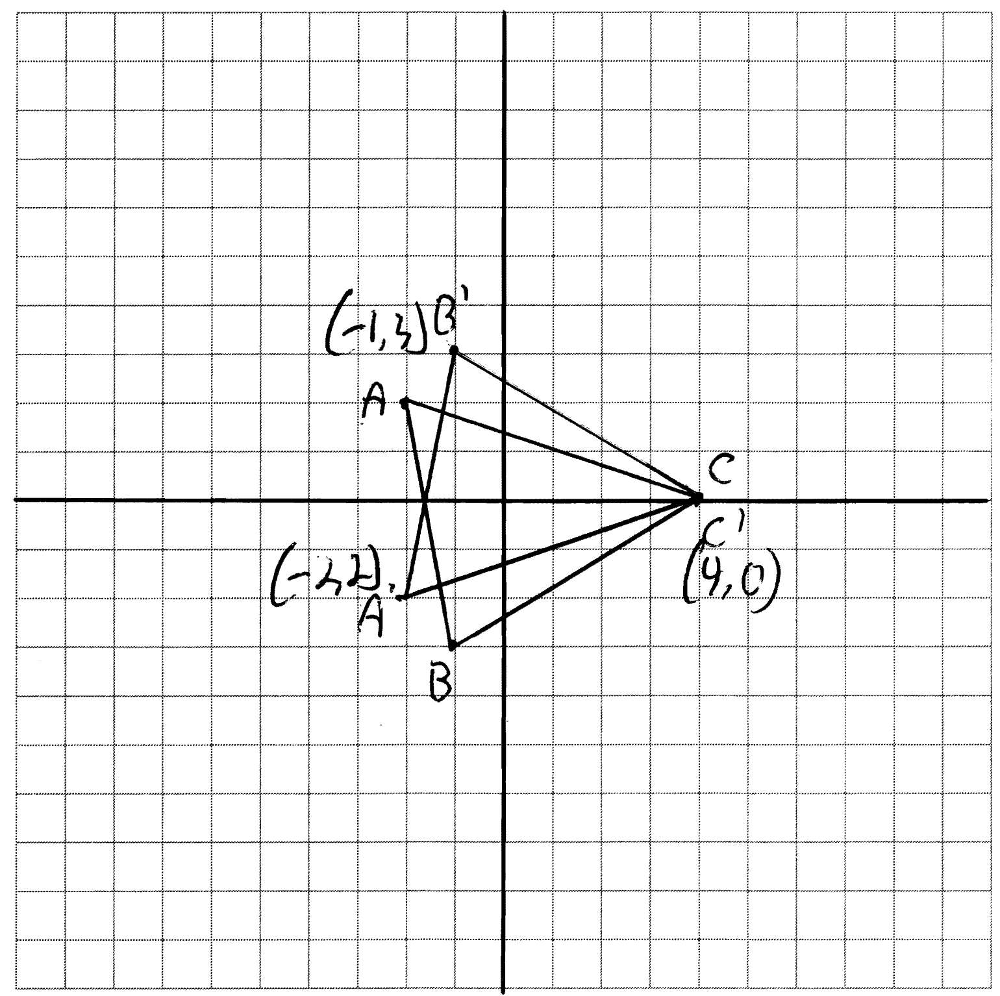 (-1,3) B'
A
C
C'
(4,0)
(-2,2)
A'
B